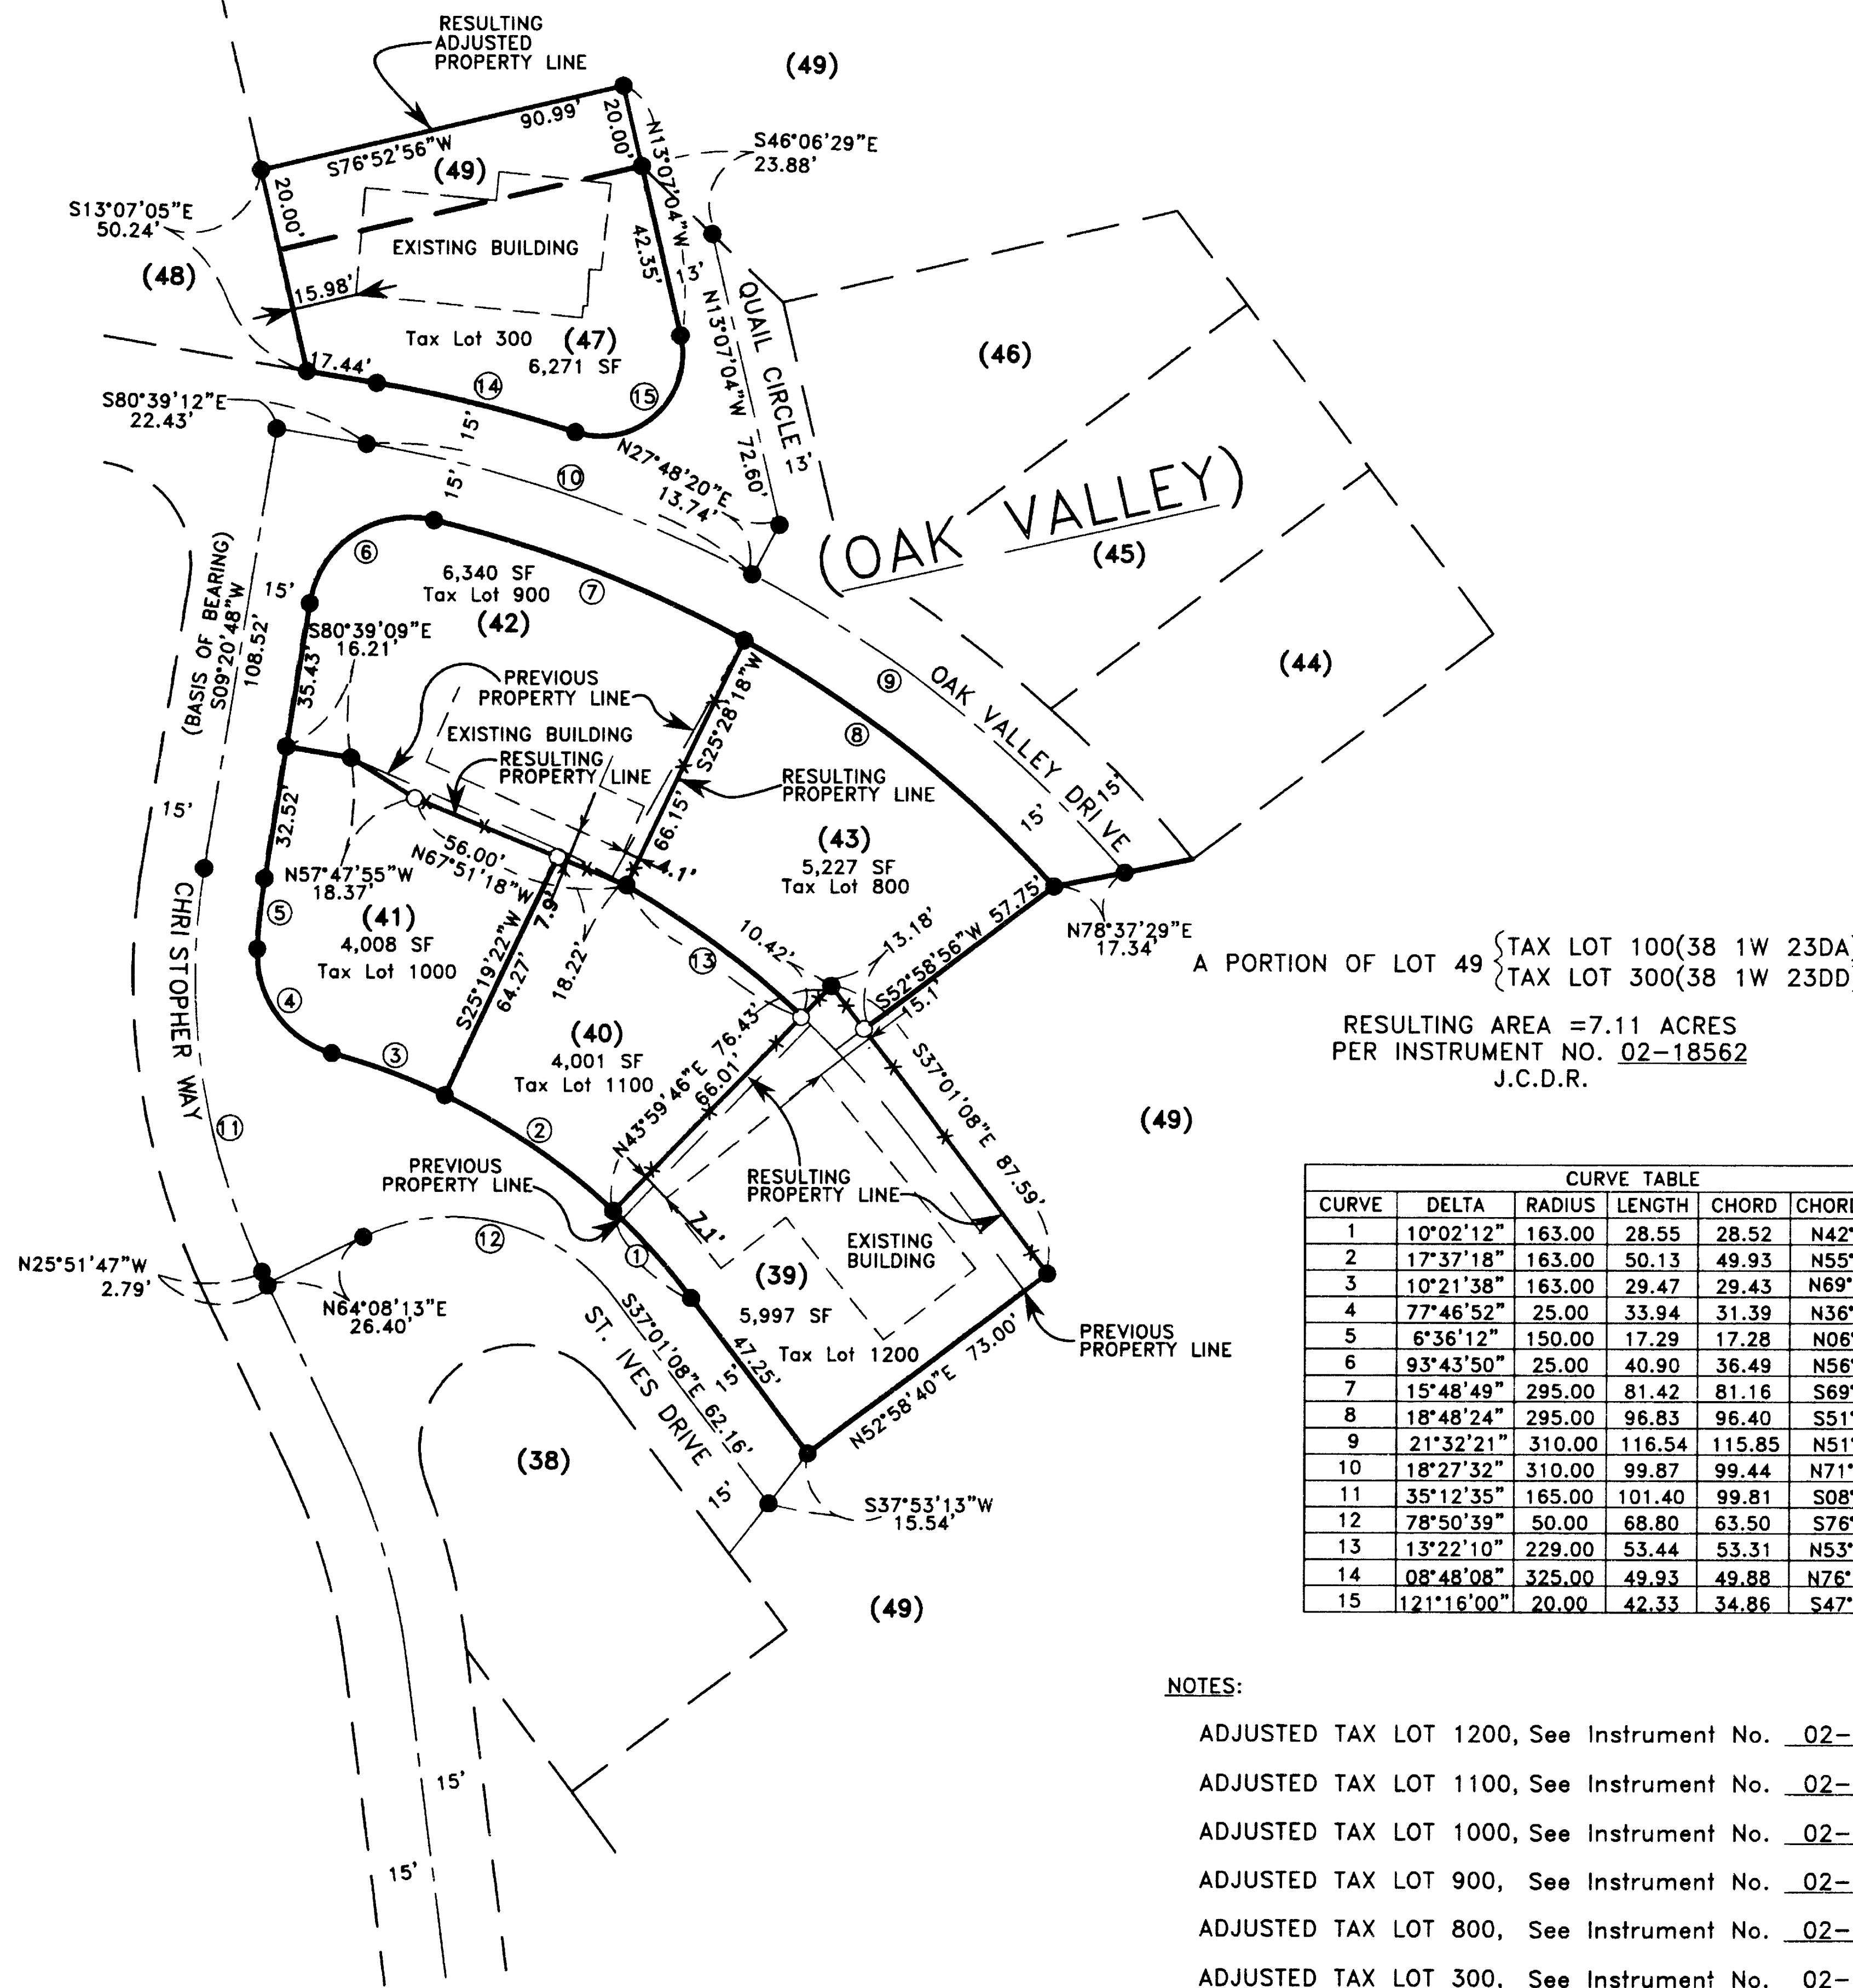 RESULTING
ADJUSTED
PROPERTY LINE
(49)
90.99'
20.00'
S76°52'56"W
(49)
N13°07'04"W
S46°06'29"E
23.88'
20.00'
S13°07'05"E
50.24'
EXISTING BUILDING
42.35'
13'
(48)
15.98'
QUAIL CIRCLE
N13°07'04"W 72.60'
13'
Tax Lot 300
(47)
6,271 SF
(46)
17.44'
14
15
S80°39'12"E
22.43'
15'
15'
10
N27°48'20"E
13.74'
(OAK VALLEY)
(45)
(44)
6
7
6,340 SF
Tax Lot 900
(42)
15'
(BASIS OF BEARING)
S09°20'48"W
108.52'
S80°39'09"E
16.21'
35.43'
PREVIOUS
PROPERTY LINE
S25°28'18"W
66.15'
9
OAK VALLEY DRIVE
8
EXISTING BUILDING
RESULTING
PROPERTY LINE
RESULTING
PROPERTY LINE
15'
15'
15'
32.52'
56.00'
N67°51'18"W
4.1'
(43)
5,227 SF
Tax Lot 800
N57°47'55"W
18.37'
7.9'
CHRISTOPHER WAY
5
(41)
4,008 SF
Tax Lot 1000
S25°19'22"W
64.27'
18.22'
13
10.42'
13.18'
S52°58'56"W 57.75'
15.1'
N78°37'29"E
17.34'
A PORTION OF LOT 49 {TAX LOT 100(38 1W 23DA)
{TAX LOT 300(38 1W 23DD)
4
3
(40)
4,001 SF
Tax Lot 1100
N43°59'46"E 76.43'
66.01'
S37°01'08"E 87.59'
RESULTING AREA =7.11 ACRES
PER INSTRUMENT NO. 02-18562
J.C.D.R.
(49)
11
2
PREVIOUS
PROPERTY LINE
RESULTING
PROPERTY LINE
7.1'
EXISTING
BUILDING
12
1
N25°51'47"W
2.79'
N64°08'13"E
26.40'
(39)
5,997 SF
Tax Lot 1200
PREVIOUS
PROPERTY LINE
S37°01'08"E 62.16'
ST. IVES DRIVE
47.25'
15'
N52°58'40"E 73.00'
(38)
15'
S37°53'13"W
15.54'
(49)
15'
15'
CURVE TABLE
CURVE DELTA RADIUS LENGTH CHORD CHORD
1 10°02'12" 163.00 28.55 28.52 N42°
2 17°37'18" 163.00 50.13 49.93 N55°
3 10°21'38" 163.00 29.47 29.43 N69°
4 77°46'52" 25.00 33.94 31.39 N36°
5 6°36'12" 150.00 17.29 17.28 N06°
6 93°43'50" 25.00 40.90 36.49 N56°
7 15°48'49" 295.00 81.42 81.16 S69°
8 18°48'24" 295.00 96.83 96.40 S51°
9 21°32'21" 310.00 116.54 115.85 N51°
10 18°27'32" 310.00 99.87 99.44 N71°
11 35°12'35" 165.00 101.40 99.81 S08°
12 78°50'39" 50.00 68.80 63.50 S76°
13 13°22'10" 229.00 53.44 53.31 N53°
14 08°48'08" 325.00 49.93 49.88 N76°
15 121°16'00" 20.00 42.33 34.86 S47°
NOTES:
ADJUSTED TAX LOT 1200, See Instrument No. 02-
ADJUSTED TAX LOT 1100, See Instrument No. 02-
ADJUSTED TAX LOT 1000, See Instrument No. 02-
ADJUSTED TAX LOT 900, See Instrument No. 02-
ADJUSTED TAX LOT 800, See Instrument No. 02-
ADJUSTED TAX LOT 300, See Instrument No. 02-